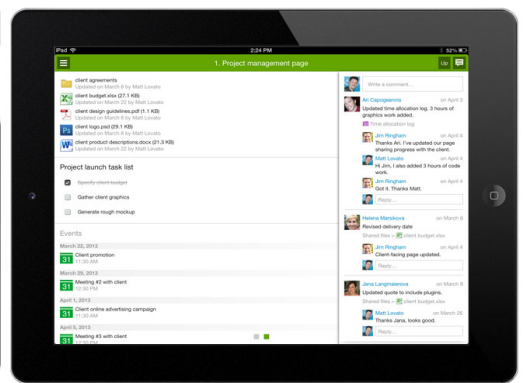 iPad
2:24 PM
52%
1. Project management page
Up
client agreements
Updated on March 8 by Matt Lovato
client budget.xlsx (27.1 KB)
Updated on March 22 by Matt Lovato
client design guidelines.pdf (1.1 KB)
Updated on March 8 by Matt Lovato
client logo.psd (29.1 KB)
Updated on March 8 by Matt Lovato
client product descriptions.docx (21.5 KB)
Updated on March 22 by Matt Lovato
Project launch task list
Specify client budget
Gather client graphics
Generate rough mockup
Events
March 22, 2013
31 Client promotion
11:30 AM
March 29, 2013
31 Meeting #2 with client
12:30 PM
April 1, 2013
31 Client online advertising campaign
11:30 AM
April 5, 2013
31 Meeting #3 with client
12:30 PM
Write a comment...
Ari Capogeannis on April 3
Updated time allocation log. 3 hours of
graphics work added.
Time allocation log
Jim Ringham on April 4
Thanks Ari. I've updated our page
sharing progress with the client.
Matt Lovato on April 4
Hi Jim, I also added 3 hours of code
work.
Jim Ringham on April 4
Got it. Thanks Matt.
Reply...
Helena Marsikova on March 8
Revised delivery date
Shared files » client budget.xlsx
Jim Ringham on April 4
Client facing page updated.
Reply...
Jana Langmaierova on March 8
Updated quote to include plugins.
Shared files » client budget.xlsx
Matt Lovato on March 26
Thanks Jana, looks good.
Reply...